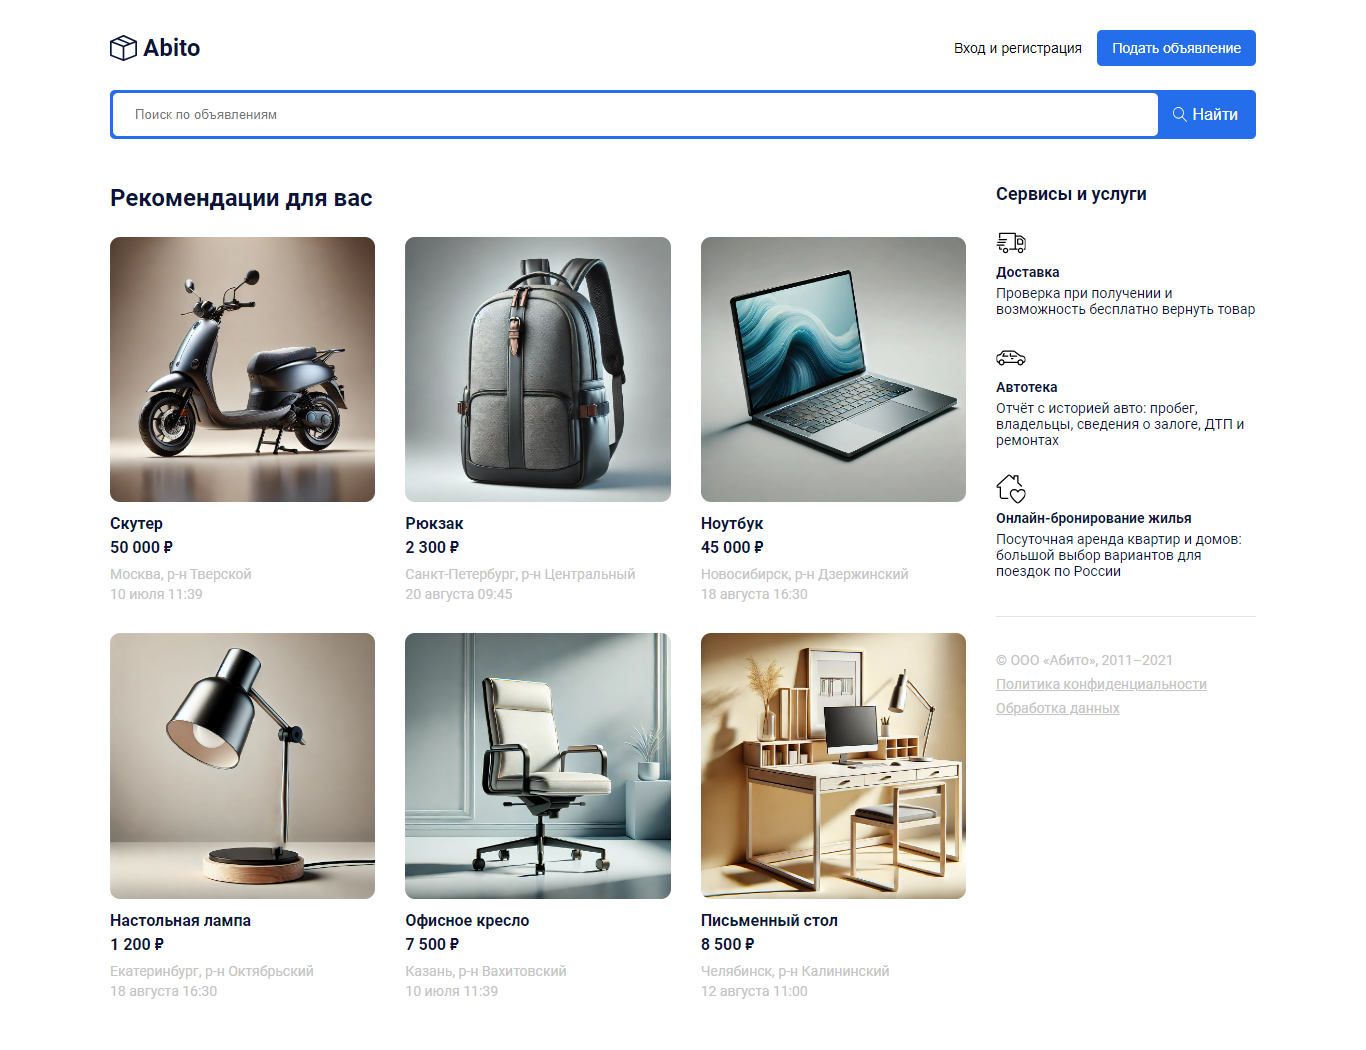 Abito
Вход и регистрация
Подать объявление
Поиск по объявлениям
Найти
Рекомендации для вас
Скутер
50 000 ₽
Москва, р-н Тверской
10 июля 11:39
Рюкзак
2 300 ₽
Санкт-Петербург, р-н Центральный
20 августа 09:45
Ноутбук
45 000 ₽
Новосибирск, р-н Дзержинский
18 августа 16:30
Настольная лампа
1 200 ₽
Екатеринбург, р-н Октябрьский
18 августа 16:30
Офисное кресло
7 500 ₽
Казань, р-н Вахитовский
10 июля 11:39
Письменный стол
8 500 ₽
Челябинск, р-н Калининский
12 августа 11:00
Сервисы и услуги
Доставка
Проверка при получении и
возможность бесплатно вернуть товар
Автотека
Отчёт с историей авто: пробег,
владельцы, сведения о залоге, ДТП и
ремонтах
Онлайн-бронирование жилья
Посуточная аренда квартир и домов:
большой выбор вариантов для
поездок по России
© ООО «Абито», 2011–2021
Политика конфиденциальности
Обработка данных